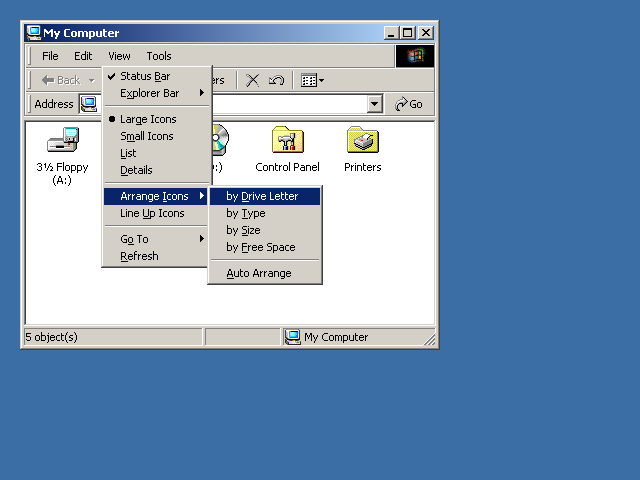 My Computer
File Edit View Tools
Back
Address Go
Status Bar
Explorer Bar
Large Icons
Small Icons
List
Details
Arrange Icons
Line Up Icons
Go To
Refresh
by Drive Letter
by Type
by Size
by Free Space
Auto Arrange
3½ Floppy
(A:)
Control Panel
Printers
5 object(s)
My Computer